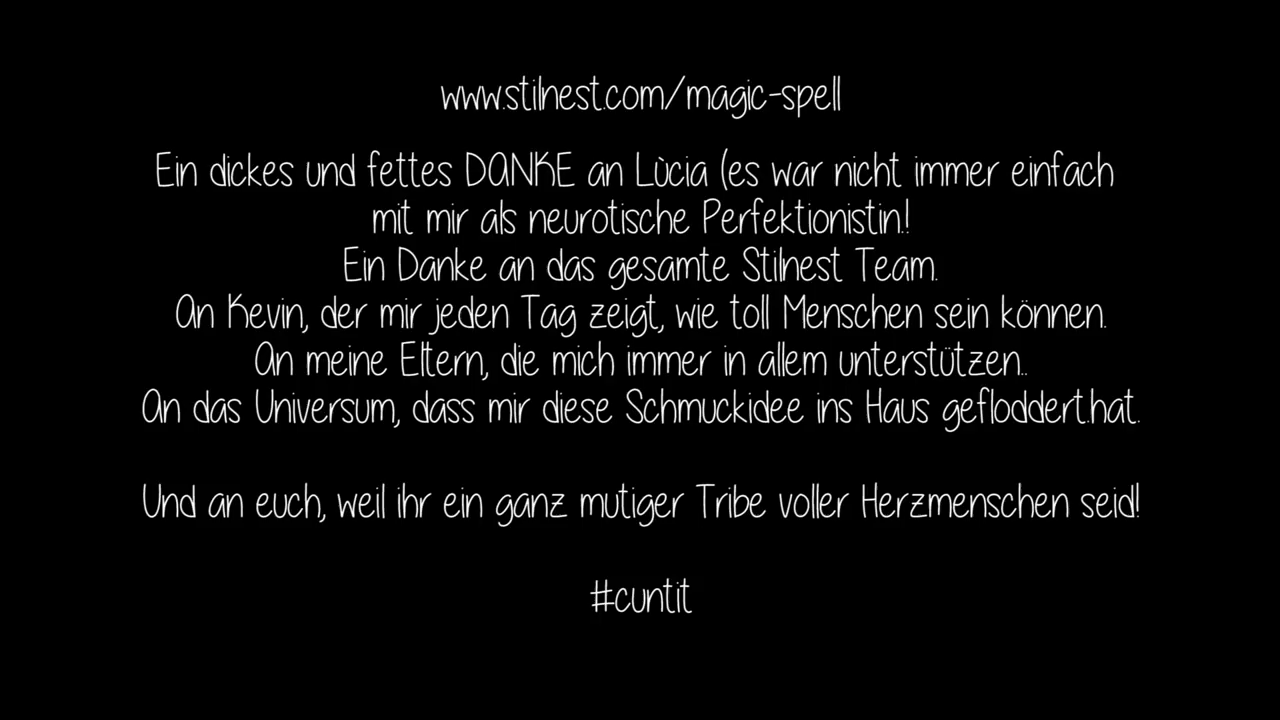 www.stilnest.com/magic-spell
Ein dickes und fettes DANKE an Lùcia (es war nicht immer einfach
mit mir als neurotische Perfektionistin.!
Ein Danke an das gesamte Stilnest Team.
An Kevin, der mir jeden Tag zeigt, wie toll Menschen sein können.
An meine Eltern, die mich immer in allem unterstützen..
An das Universum, dass mir diese Schmuckidee ins Haus gefloddert.hat.
Und an euch, weil ihr ein ganz mutiger Tribe voller Herzmenschen seid!
#cuntit